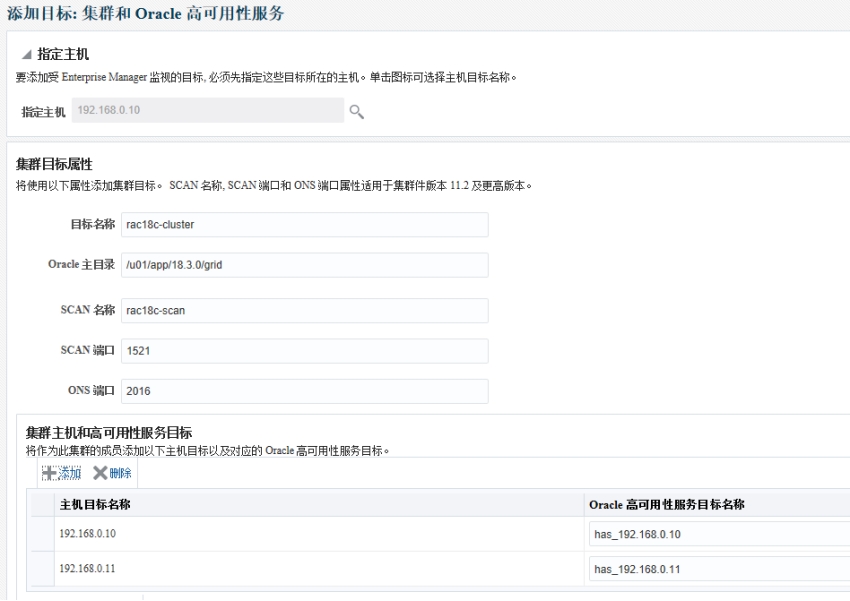 添加目标: 集群和 Oracle 高可用性服务
指定主机
要添加受 Enterprise Manager 监视的目标, 必须先指定这些目标所在的主机。单击图标可选择主机目标名称。
指定主机 192.168.0.10
集群目标属性
将使用以下属性添加集群目标。 SCAN 名称, SCAN 端口和 ONS 端口属性适用于集群件版本 11.2 及更高版本。
目标名称 rac18c-cluster
Oracle 主目录 /u01/app/18.3.0/grid
SCAN 名称 rac18c-scan
SCAN 端口 1521
ONS 端口 2016
集群主机和高可用性服务目标
将作为此集群的成员添加以下主机目标以及对应的 Oracle 高可用性服务目标。
添加 删除
主机目标名称 Oracle 高可用性服务目标名称
192.168.0.10 has_192.168.0.10
192.168.0.11 has_192.168.0.11